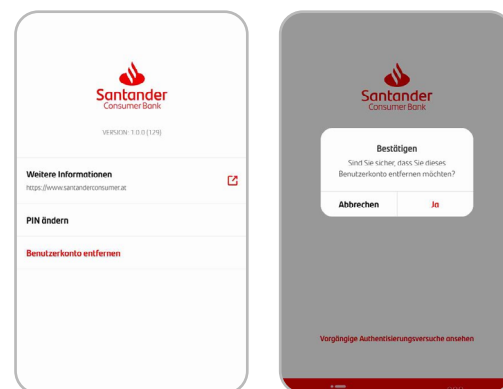 Santander
Consumer Bank
VERSION: 1.0.0 [129]
Weitere Informationen
https://www.santanderconsumer.at
PIN ändern
Benutzerkonto entfernen
Santander
Consumer Bank
Bestätigen
Sind Sie sicher, dass Sie dieses
Benutzerkonto entfernen möchten?
Abbrechen Ja
Vorgängige Authentisierungsversuche ansehen